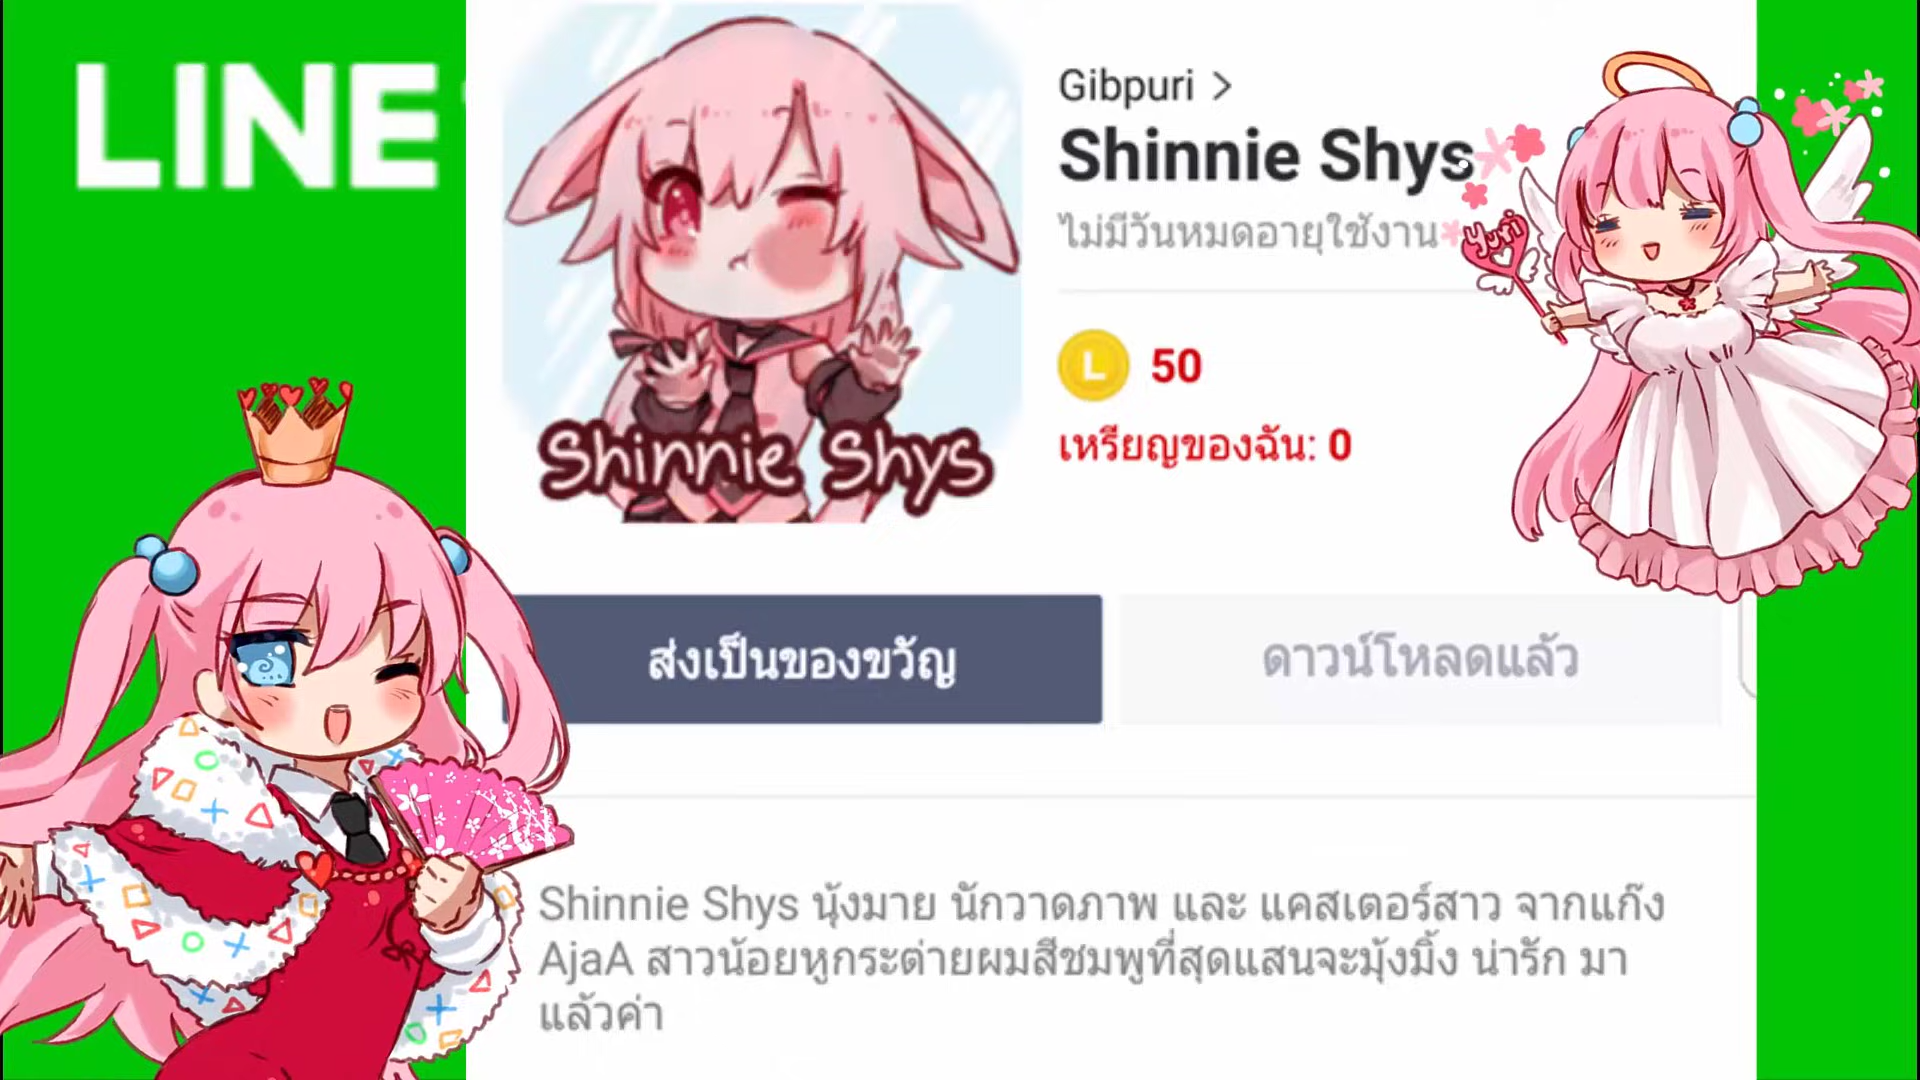 LINE
Gibpuri >
Shinnie Shys
ไม่มีวันหมดอายุใช้งาน
Yuri
L 50
เหรียญของฉัน: 0
Shinnie Shys
ส่งเป็นของขวัญ
ดาวน์โหลดแล้ว
Shinnie Shys นุ้งมาย นักวาดภาพ และ แคสเตอร์สาว จากแก๊ง
AjaA สาวน้อยหูกระต่ายผมสีชมพูที่สุดแสนจะมุ้งมิ้ง น่ารัก มา
แล้วค่า